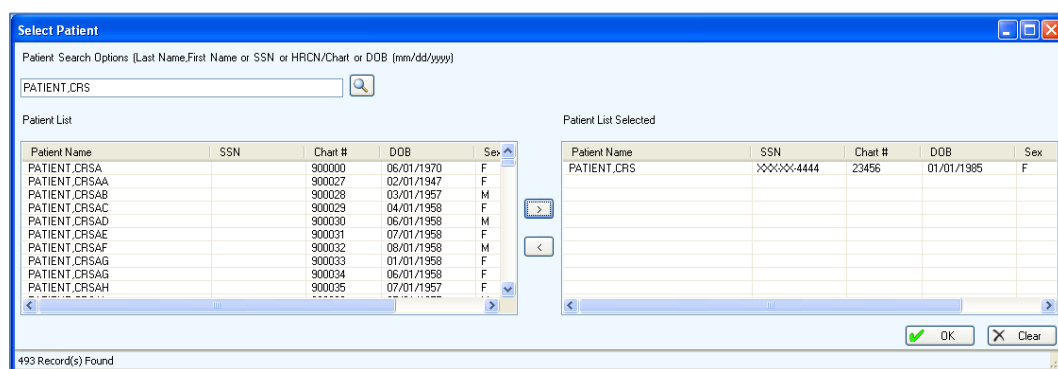 Select Patient
Patient Search Options (Last Name,First Name or SSN or HRCN/Chart or DOB (mm/dd/yyyy)
PATIENT,CRS
Patient List
Patient Name SSN Chart # DOB Sex
PATIENT,CRSA 900000 06/01/1970 F
PATIENT,CRSAA 900027 02/01/1947 F
PATIENT,CRSAB 900028 03/01/1957 M
PATIENT,CRSAC 900029 04/01/1958 F
PATIENT,CRSAD 900030 06/01/1958 M
PATIENT,CRSAE 900031 07/01/1958 F
PATIENT,CRSAF 900032 08/01/1958 M
PATIENT,CRSAG 900033 01/01/1958 F
PATIENT,CRSAG 900034 06/01/1958 F
PATIENT,CRSAH 900035 07/01/1957 F
>
<
Patient List Selected
Patient Name SSN Chart # DOB Sex
PATIENT,CRS XXX-XX-4444 23456 01/01/1985 F
OK Clear
493 Record(s) Found